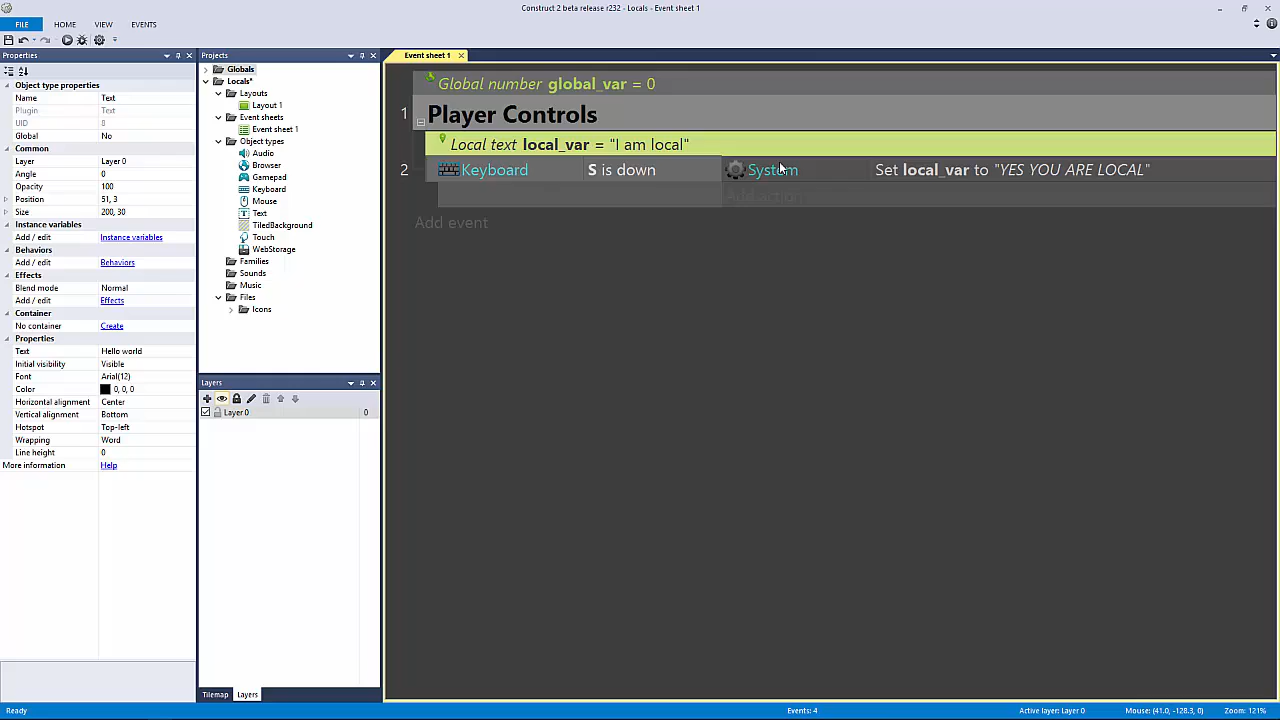 Construct 2 beta release r232 - Locals - Event sheet 1
FILE HOME VIEW EVENTS
Properties
Object type properties
Name Text
Plugin Text
UID 8
Global No
Common
Layer Layer 0
Angle 0
Opacity 100
Position 51, 3
Size 200, 30
Instance variables
Add / edit Instance variables
Behaviors
Add / edit Behaviors
Effects
Blend mode Normal
Add / edit Effects
Container
No container Create
Properties
Text Hello world
Initial visibility Visible
Font Arial(12)
Color 0, 0, 0
Horizontal alignment Center
Vertical alignment Bottom
Hotspot Top-left
Wrapping Word
Line height 0
More information Help
Projects
Globals
Locals*
Layouts
Layout 1
Event sheets
Event sheet 1
Object types
Audio
Browser
Gamepad
Keyboard
Mouse
Text
TiledBackground
Touch
WebStorage
Families
Sounds
Music
Files
Icons
Layers
Layer 0 0
Tilemap Layers
Event sheet 1
Global number global_var = 0
1 Player Controls
Local text local_var = "I am local"
2 Keyboard S is down System Set local_var to "YES YOU ARE LOCAL"
Add action
Add event
Ready Events: 4 Active layer: Layer 0 Mouse: (41.0, -128.3, 0) Zoom: 121%